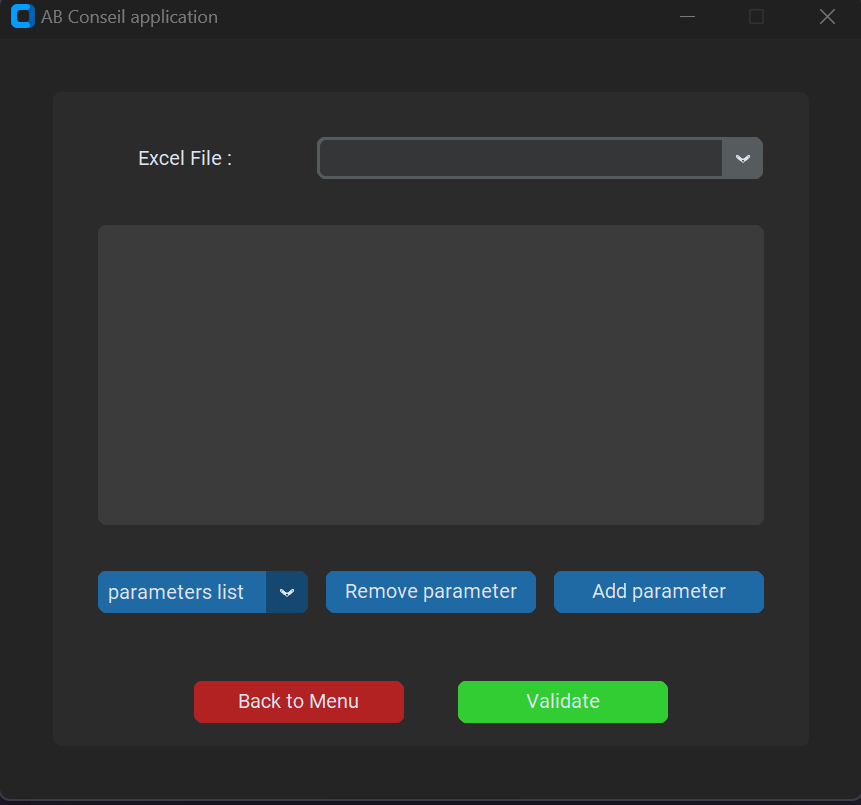 AB Conseil application
Excel File :
parameters list
Remove parameter
Add parameter
Back to Menu
Validate